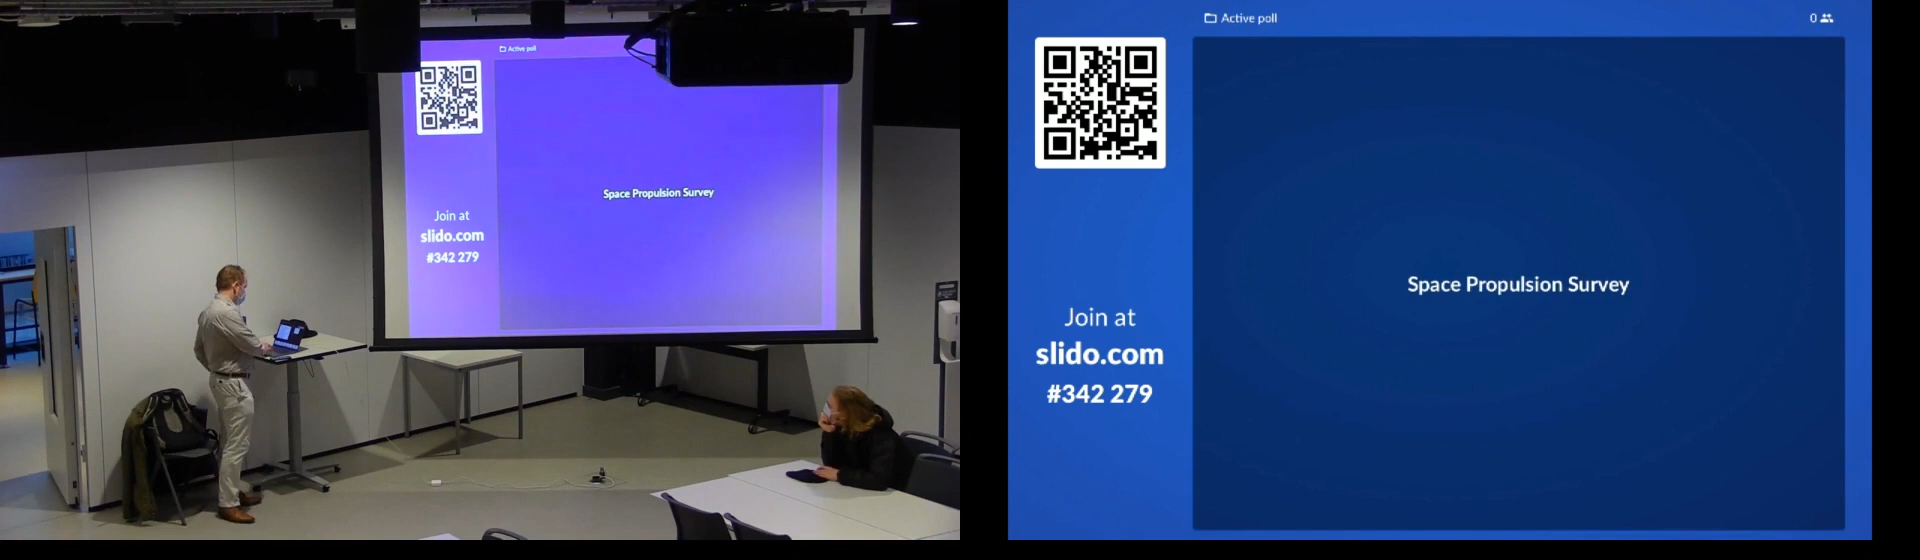 Active poll
Space Propulsion Survey
Join at
slido.com
#342 279
Active poll
0
Space Propulsion Survey
Join at
slido.com
#342 279